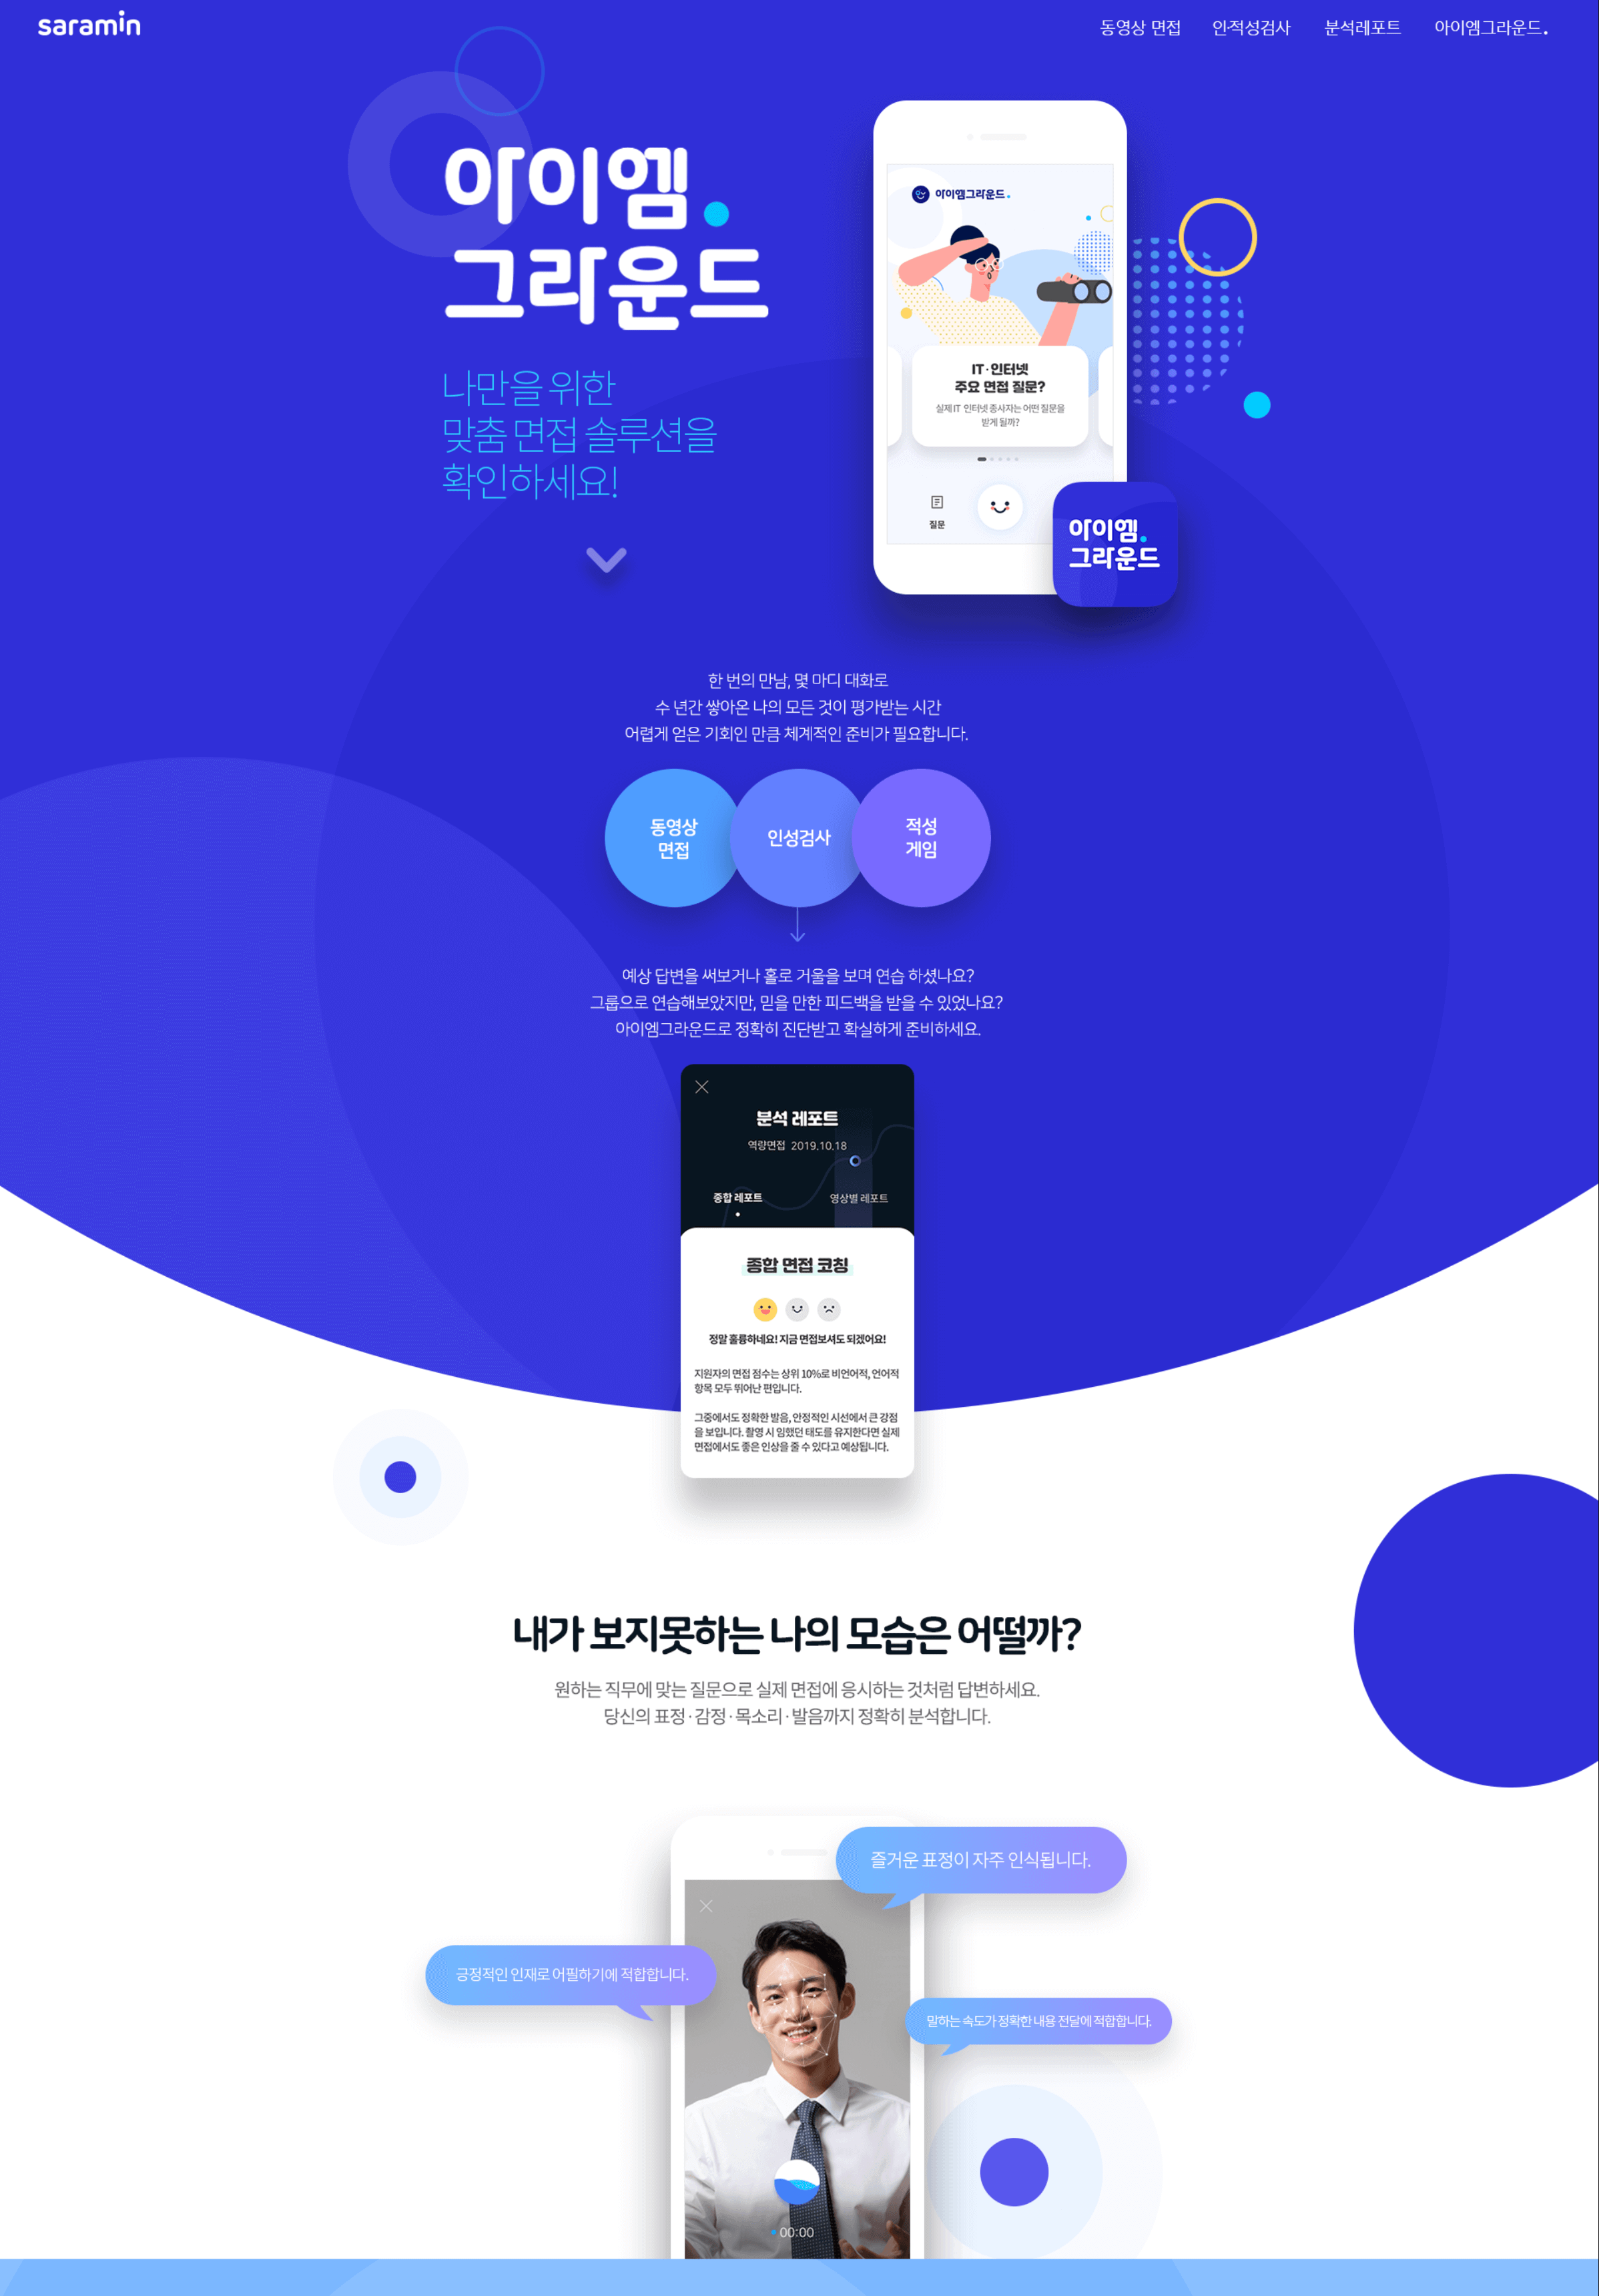 saramin
동영상 면접
인·적성검사
분석레포트
아이엠그라운드.
아이엠.
그라운드
나만을 위한
맞춤 면접 솔루션을
확인하세요!
아이엠그라운드.
IT·인터넷
주요 면접 질문?
실제 IT 인터넷 종사자는 어떤 질문을
받게 될까?
질문
아이엠.
그라운드
한 번의 만남, 몇 마디 대화로
수 년간 쌓아온 나의 모든 것이 평가받는 시간
어렵게 얻은 기회인 만큼 체계적인 준비가 필요합니다.
동영상
면접
인성검사
적성
게임
예상 답변을 써보거나 홀로 거울을 보며 연습 하셨나요?
그룹으로 연습해보았지만, 믿을 만한 피드백을 받을 수 있었나요?
아이엠그라운드로 정확히 진단받고 확실하게 준비하세요.
분석 레포트
역량면접 2019.10.18
종합 레포트
영상별 레포트
종합 면접 코칭
정말 훌륭하네요! 지금 면접보셔도 되겠어요!
지원자의 면접 점수는 상위 10%로 비언어적, 언어적
항목 모두 뛰어난 편입니다.
그중에서도 정확한 발음, 안정적인 시선에서 큰 강점
을 보입니다. 촬영 시 임했던 태도를 유지한다면 실제
면접에서도 좋은 인상을 줄 수 있다고 예상됩니다.
내가 보지못하는 나의 모습은 어떨까?
원하는 직무에 맞는 질문으로 실제 면접에 응시하는 것처럼 답변하세요.
당신의 표정·감정·목소리·발음까지 정확히 분석합니다.
즐거운 표정이 자주 인식됩니다.
긍정적인 인재로 어필하기에 적합합니다.
말하는 속도가 정확한 내용 전달에 적합합니다.
00:00